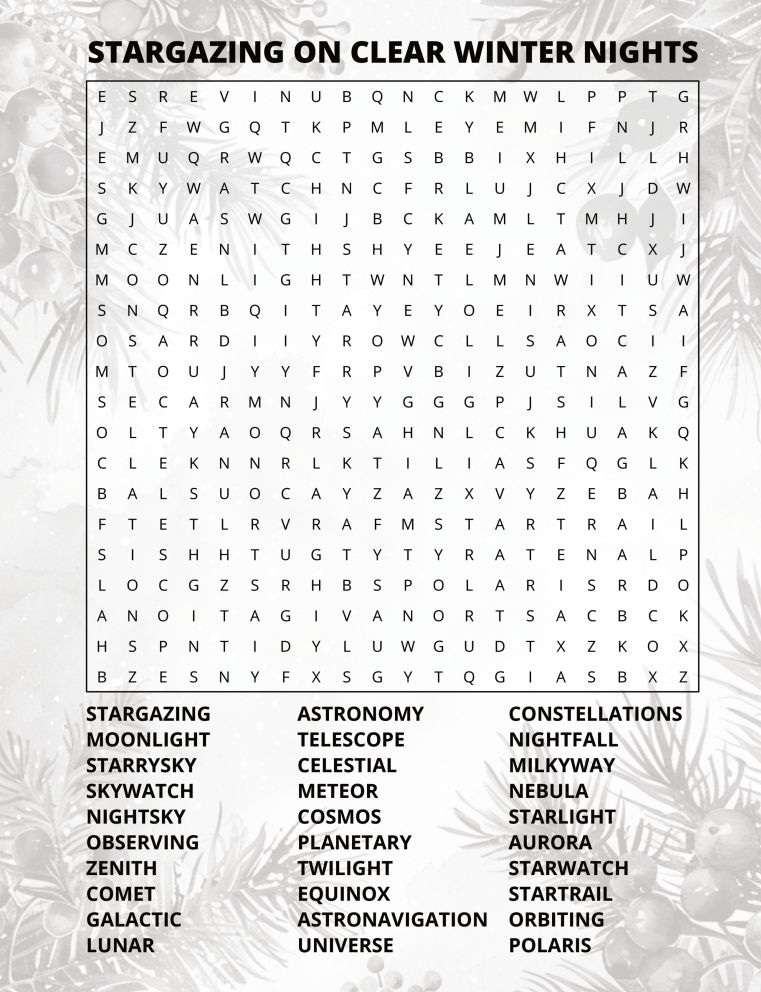 STARGAZING ON CLEAR WINTER NIGHTS
E S R E V I N U B Q N C K M W L P P T G
J Z F W G Q T K P M L E Y E M I F N J R
E M U Q R W Q C T G S B B I X H I L L H
S K Y W A T C H N C F R L U J C X J D W
G J U A S W G I J B C K A M L T M H J I
M C Z E N I T H S H Y E E J E A T C X J
M O O N L I G H T W N T L M N W I I U W
S N Q R B Q I T A Y E Y O E I R X T S A
O S A R D I I Y R O W C L L S A O C I I
M T O U J Y Y F R P V B I Z U T N A Z F
S E C A R M N J Y Y G G G P J S I L V G
O L T Y A O Q R S A H N L C K H U A K Q
C L E K N N R L K T I L I A S F Q G L K
B A L S U O C A Y Z A Z X V Y Z E B A H
F T E T L R V R A F M S T A R T R A I L
S I S H H T U G T Y T Y R A T E N A L P
L O C G Z S R H B S P O L A R I S R D O
A N O I T A G I V A N O R T S A C B C K
H S P N T I D Y L U W G U D T X Z K O X
B Z E S N Y F X S G Y T Q G I A S B X Z
STARGAZING ASTRONOMY CONSTELLATIONS
MOONLIGHT TELESCOPE NIGHTFALL
STARRYSKY CELESTIAL MILKYWAY
SKYWATCH METEOR NEBULA
NIGHTSKY COSMOS STARLIGHT
OBSERVING PLANETARY AURORA
ZENITH TWILIGHT STARWATCH
COMET EQUINOX STARTRAIL
GALACTIC ASTRONAVIGATION ORBITING
LUNAR UNIVERSE POLARIS